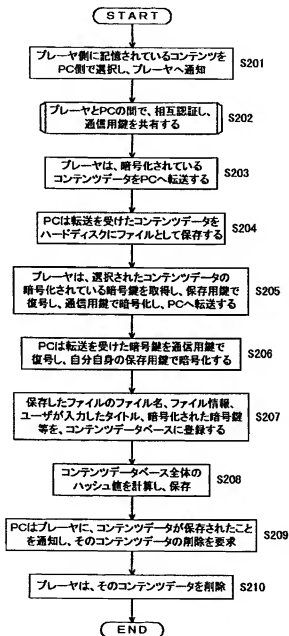 START
プレーヤ側に記憶されているコンテンツを
PC側で選択し、プレーヤへ通知
S201
プレーヤとPCの間で、相互認証し、
通信用鍵を共有する
S202
プレーヤは、暗号化されている
コンテンツデータをPCへ転送する
S203
PCは転送を受けたコンテンツデータを
ハードディスクにファイルとして保存する
S204
プレーヤは、選択されたコンテンツデータの
暗号化されている暗号鍵を取得し、保存用鍵で
復号し、通信用鍵で暗号化し、PCへ転送する
S205
PCは転送を受けた暗号鍵を通信用鍵で
復号し、自分自身の保存用鍵で暗号化する
S206
保存したファイルのファイル名、ファイル情報、
ユーザが入力したタイトル、暗号化された暗号鍵
等を、コンテンツデータベースに登録する
S207
コンテンツデータベース全体の
ハッシュ値を計算し、保存
S208
PCはプレーヤに、コンテンツデータが保存されたこと
を通知し、そのコンテンツデータの削除を要求
S209
プレーヤは、そのコンテンツデータを削除
S210
END